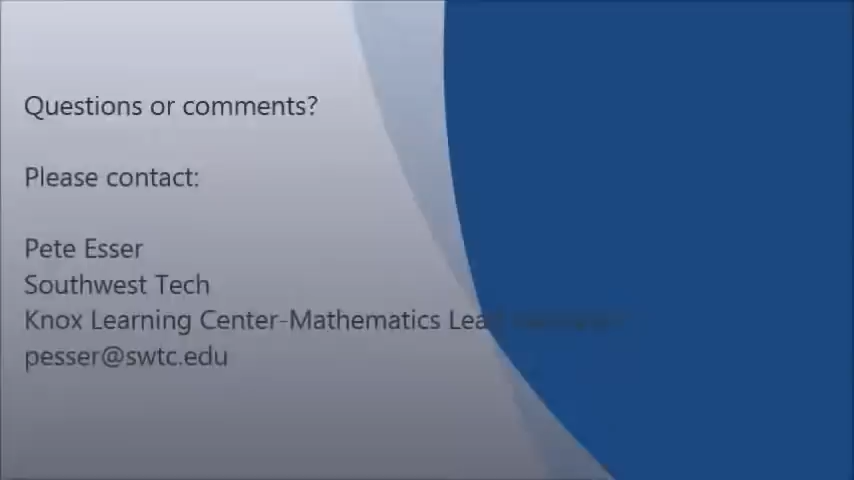 Questions or comments?
Please contact:
Pete Esser
Southwest Tech
Knox Learning Center-Mathematics Lead
pesser@swtc.edu